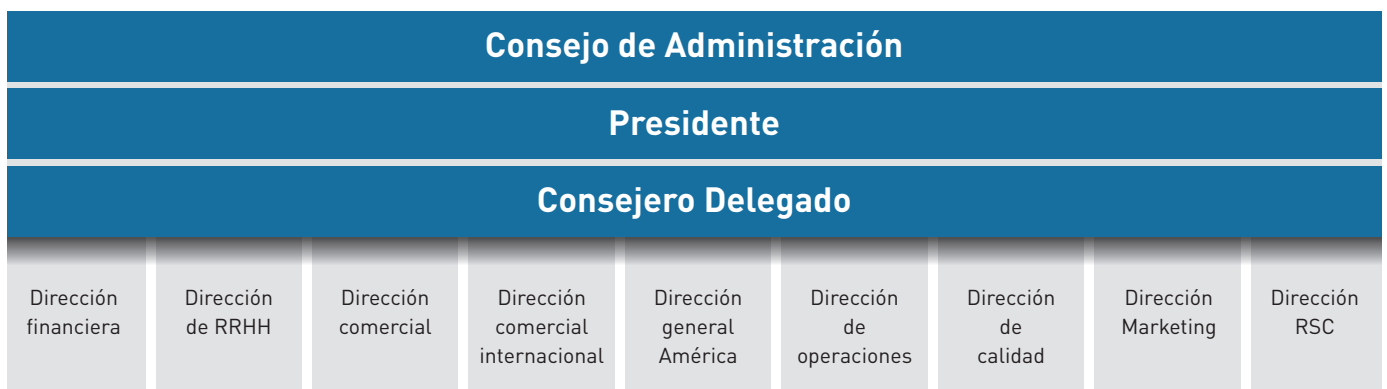 Consejo de Administración
Presidente
Consejero Delegado
Dirección
financiera
Dirección
de RRHH
Dirección
comercial
Dirección
comercial
internacional
Dirección
general
América
Dirección
de
operaciones
Dirección
de
calidad
Dirección
Marketing
Dirección
RSC